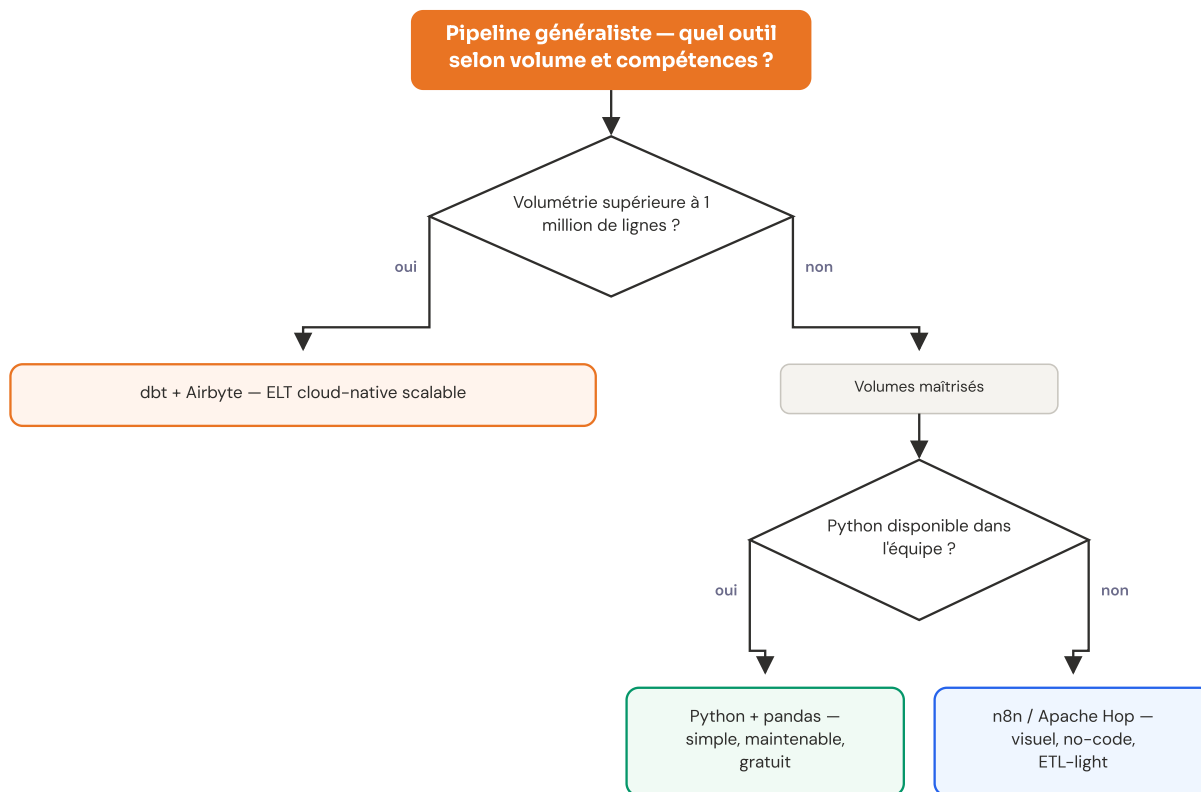 Pipeline généraliste — quel outil
selon volume et compétences ?
Volumétrie supérieure à 1
million de lignes ?
oui
non
dbt + Airbyte — ELT cloud-native scalable
Volumes maîtrisés
Python disponible dans
l'équipe ?
oui
non
Python + pandas —
simple, maintenable,
gratuit
n8n / Apache Hop —
visuel, no-code,
ETL-light